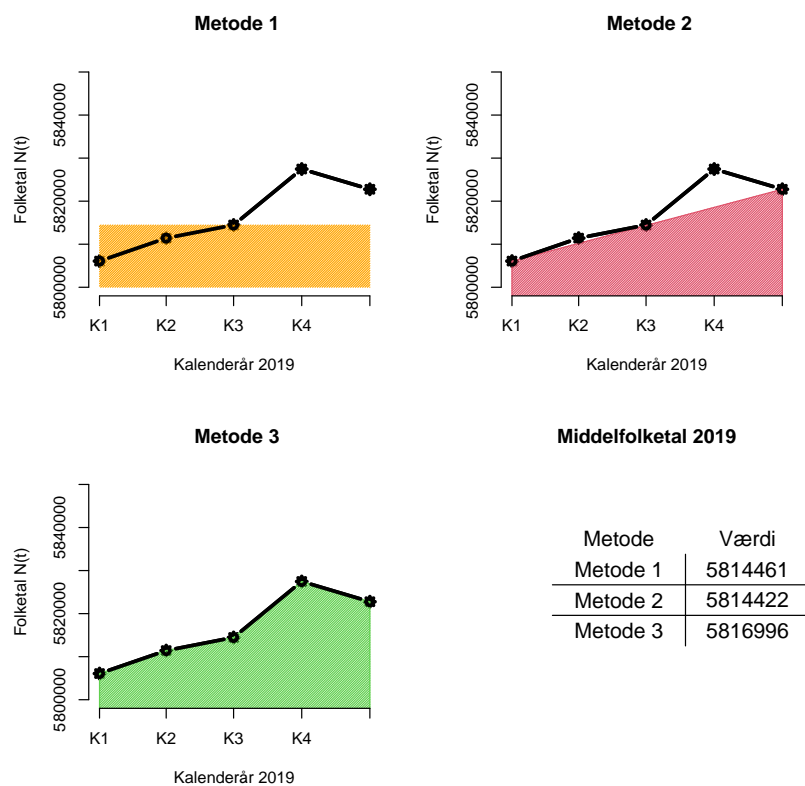 Metode 1
Folketal N(t)
5840000
5820000
5800000
K1 K2 K3 K4
Kalenderår 2019
Metode 2
Folketal N(t)
5840000
5820000
5800000
K1 K2 K3 K4
Kalenderår 2019
Metode 3
Folketal N(t)
5840000
5820000
5800000
K1 K2 K3 K4
Kalenderår 2019
Middelfolketal 2019
Metode Værdi
Metode 1 5814461
Metode 2 5814422
Metode 3 5816996